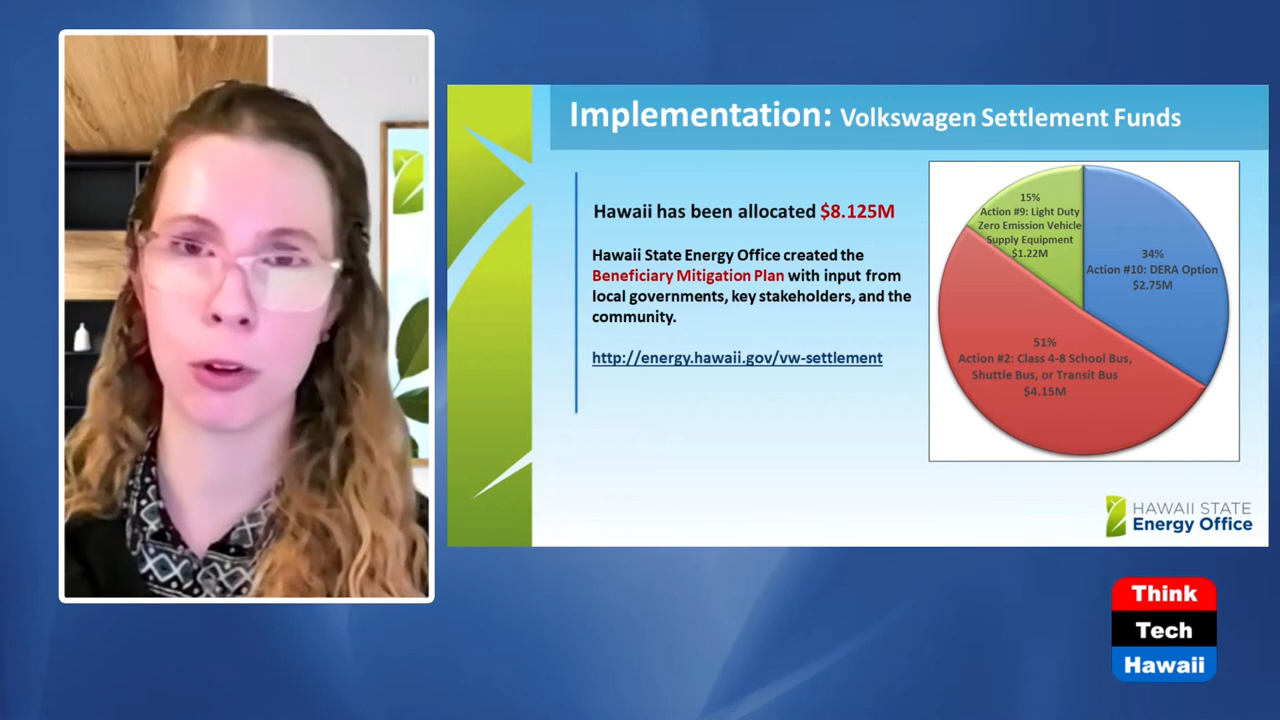 Implementation: Volkswagen Settlement Funds
Hawaii has been allocated $8.125M
Hawaii State Energy Office created the
Beneficiary Mitigation Plan with input from
local governments, key stakeholders, and the
community.
http://energy.hawaii.gov/vw-settlement
15%
Action #9: Light Duty
Zero Emission Vehicle
Supply Equipment
$1.22M
34%
Action #10: DERA Option
$2.75M
51%
Action #2: Class 4-8 School Bus,
Shuttle Bus, or Transit Bus
$4.15M
HAWAII STATE
Energy Office
Think
Tech
Hawaii